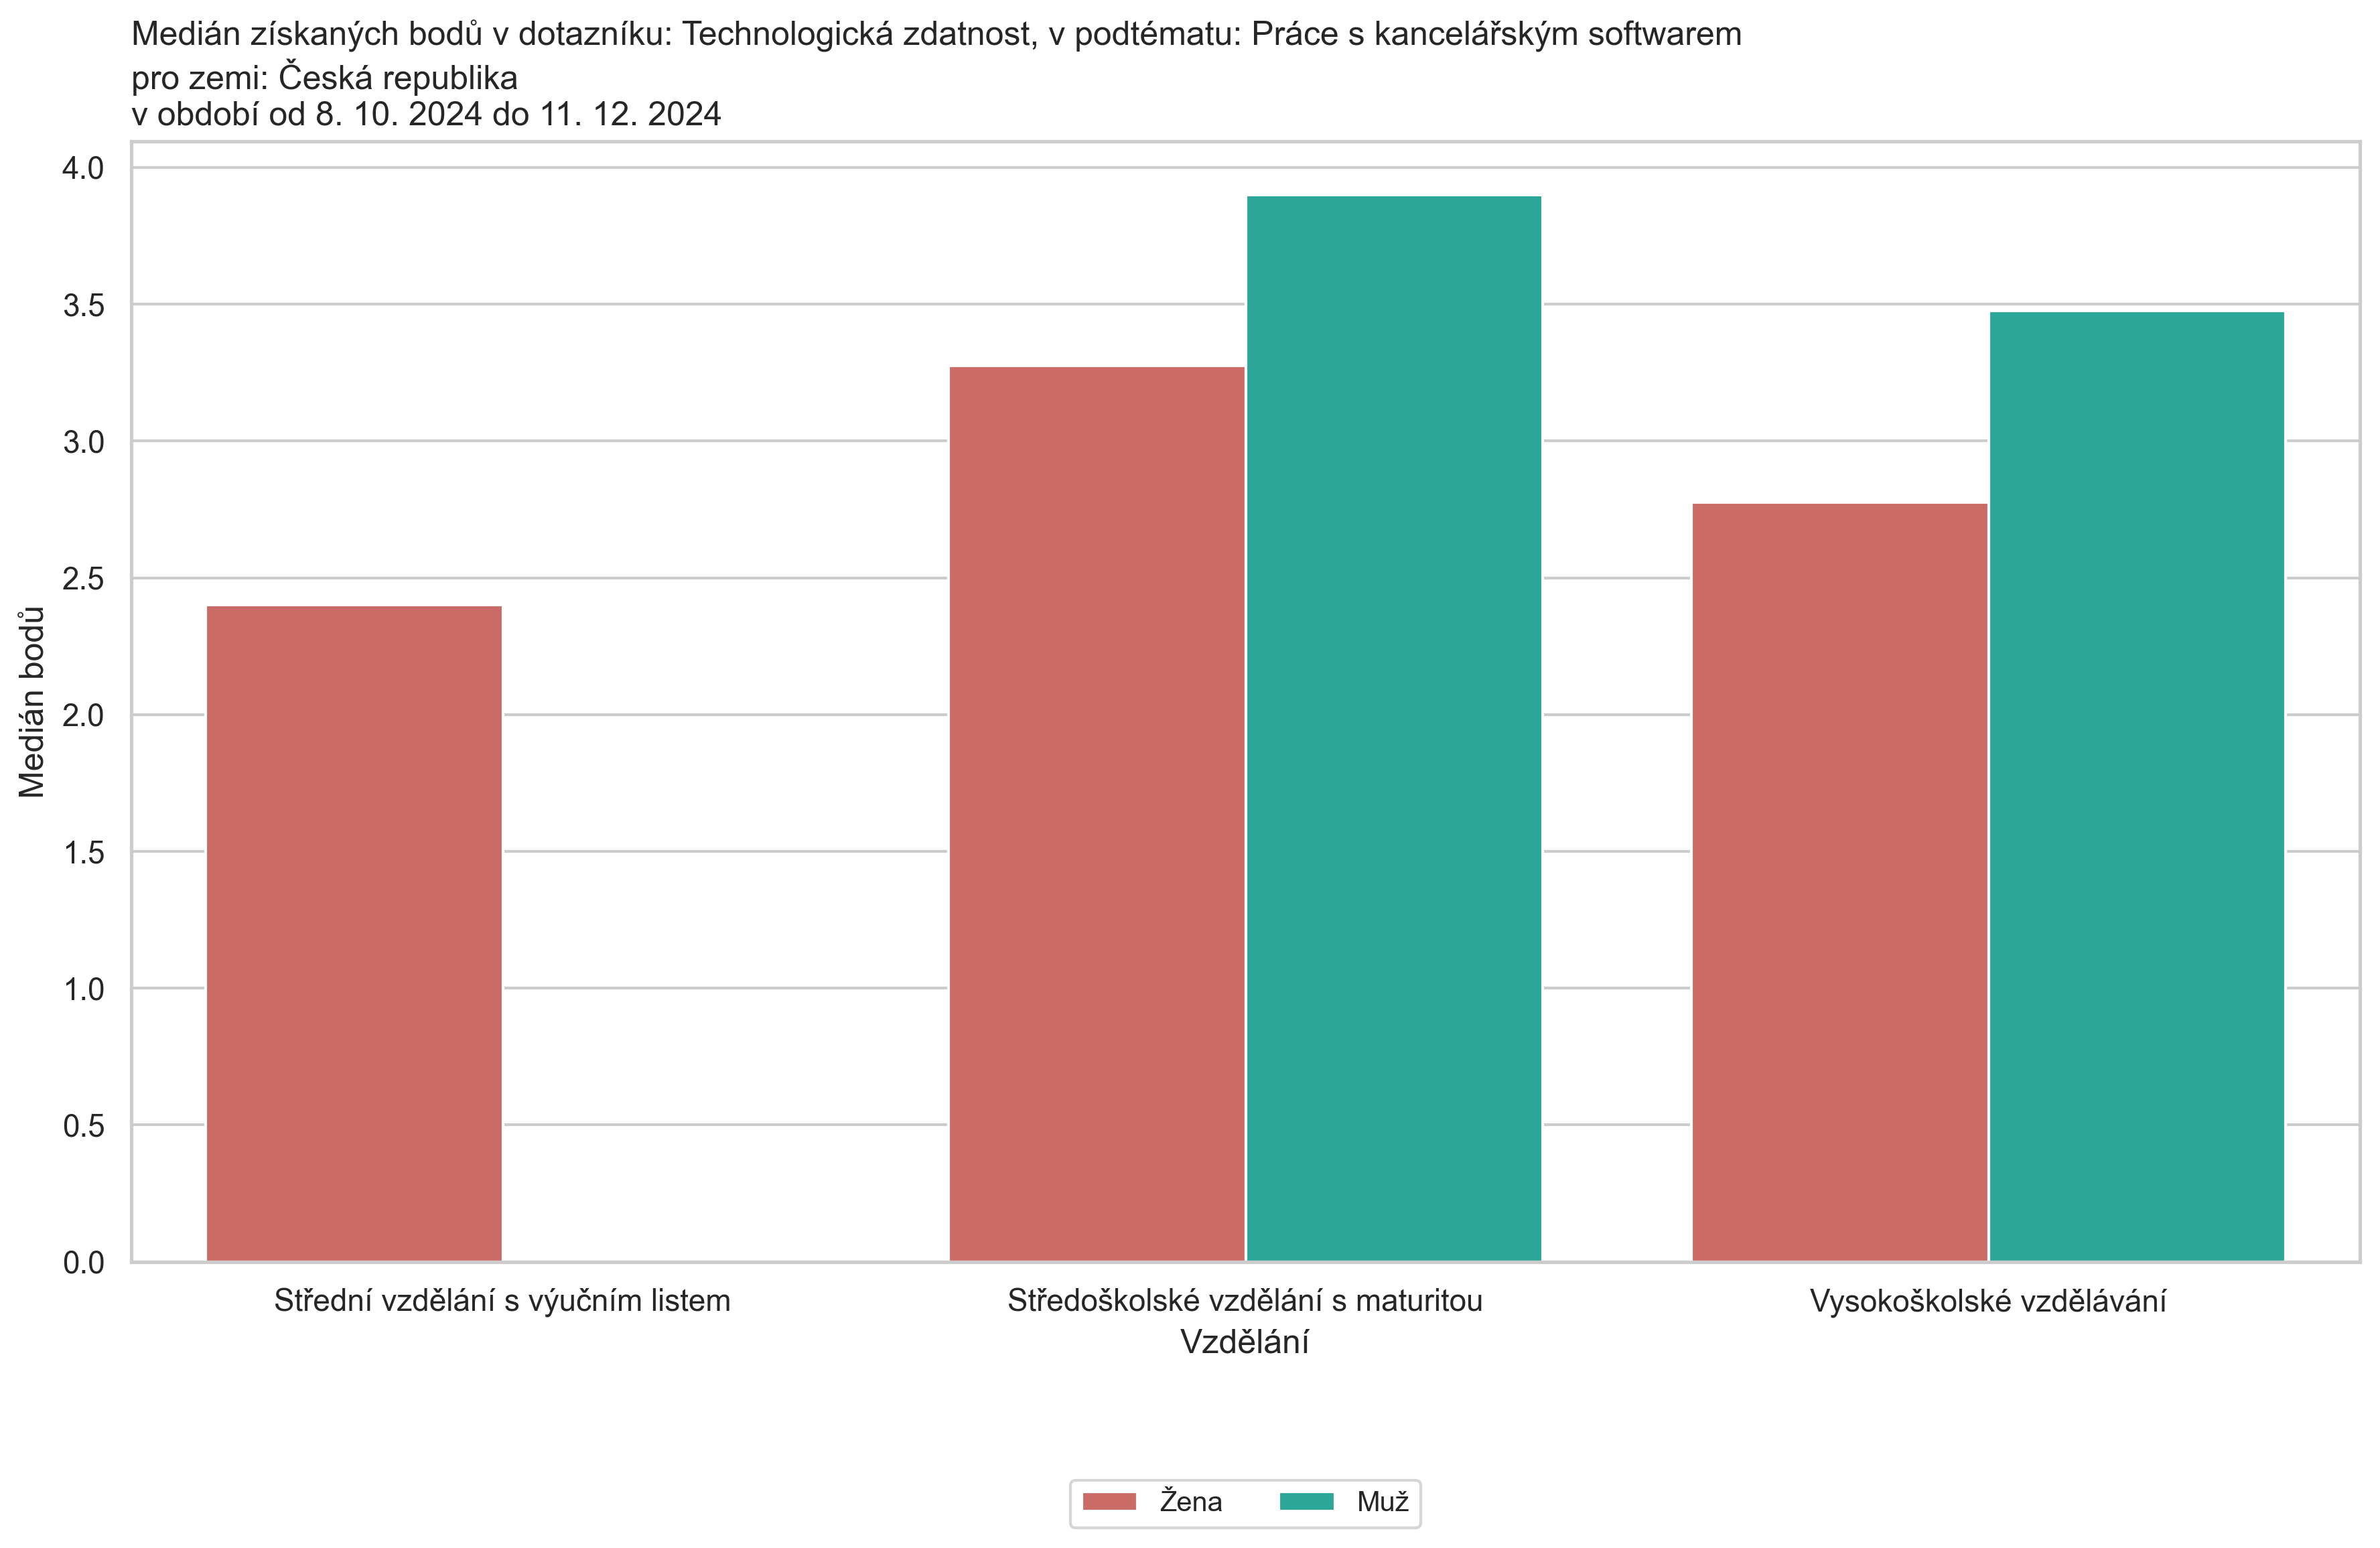 Medián získaných bodů v dotazníku: Technologická zdatnost, v podtématu: Práce s kancelářským softwarem
pro zemi: Česká republika
v období od 8. 10. 2024 do 11. 12. 2024
4.0
3.5
3.0
2.5
2.0
1.5
1.0
0.5
0.0
Medián bodů
Střední vzdělání s výučním listem
Středoškolské vzdělání s maturitou
Vysokoškolské vzdělávání
Vzdělání
Žena
Muž